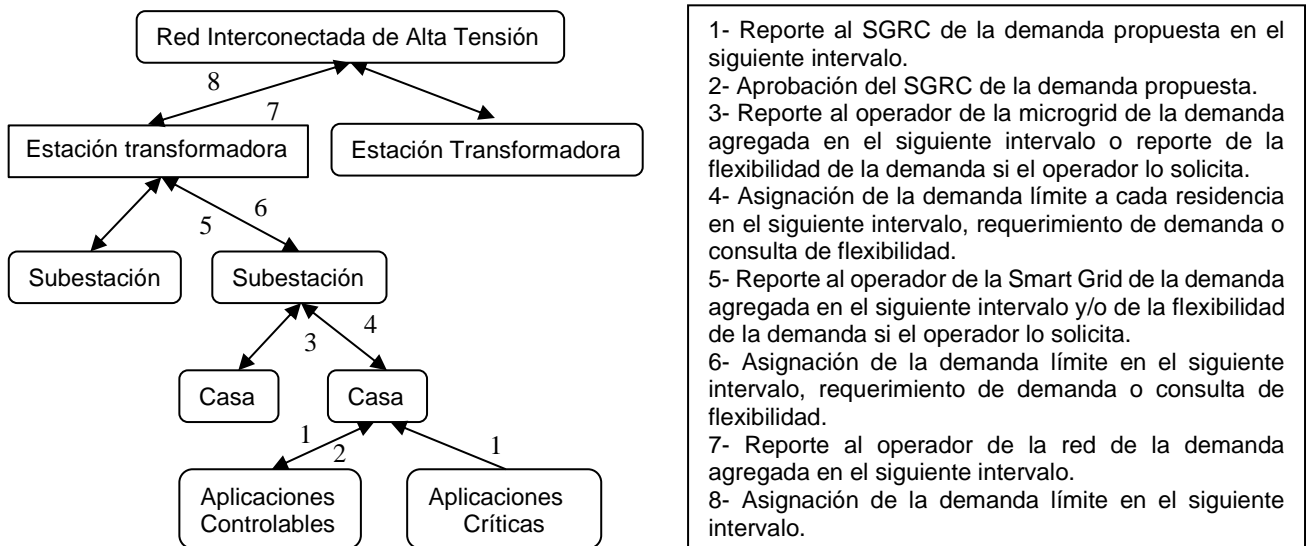 Red Interconectada de Alta Tensión
8
7
Estación transformadora
Estación Transformadora
6
5
Subestación
Subestación
4
3
Casa
Casa
1
2
1
Aplicaciones
Controlables
Aplicaciones
Críticas
1- Reporte al SGRC de la demanda propuesta en el
siguiente intervalo.
2- Aprobación del SGRC de la demanda propuesta.
3- Reporte al operador de la microgrid de la demanda
agregada en el siguiente intervalo o reporte de la
flexibilidad de la demanda si el operador lo solicita.
4- Asignación de la demanda límite a cada residencia
en el siguiente intervalo, requerimiento de demanda o
consulta de flexibilidad.
5- Reporte al operador de la Smart Grid de la demanda
agregada en el siguiente intervalo y/o de la flexibilidad
de la demanda si el operador lo solicita.
6- Asignación de la demanda límite en el siguiente
intervalo, requerimiento de demanda o consulta de
flexibilidad.
7- Reporte al operador de la red de la demanda
agregada en el siguiente intervalo.
8- Asignación de la demanda límite en el siguiente
intervalo.